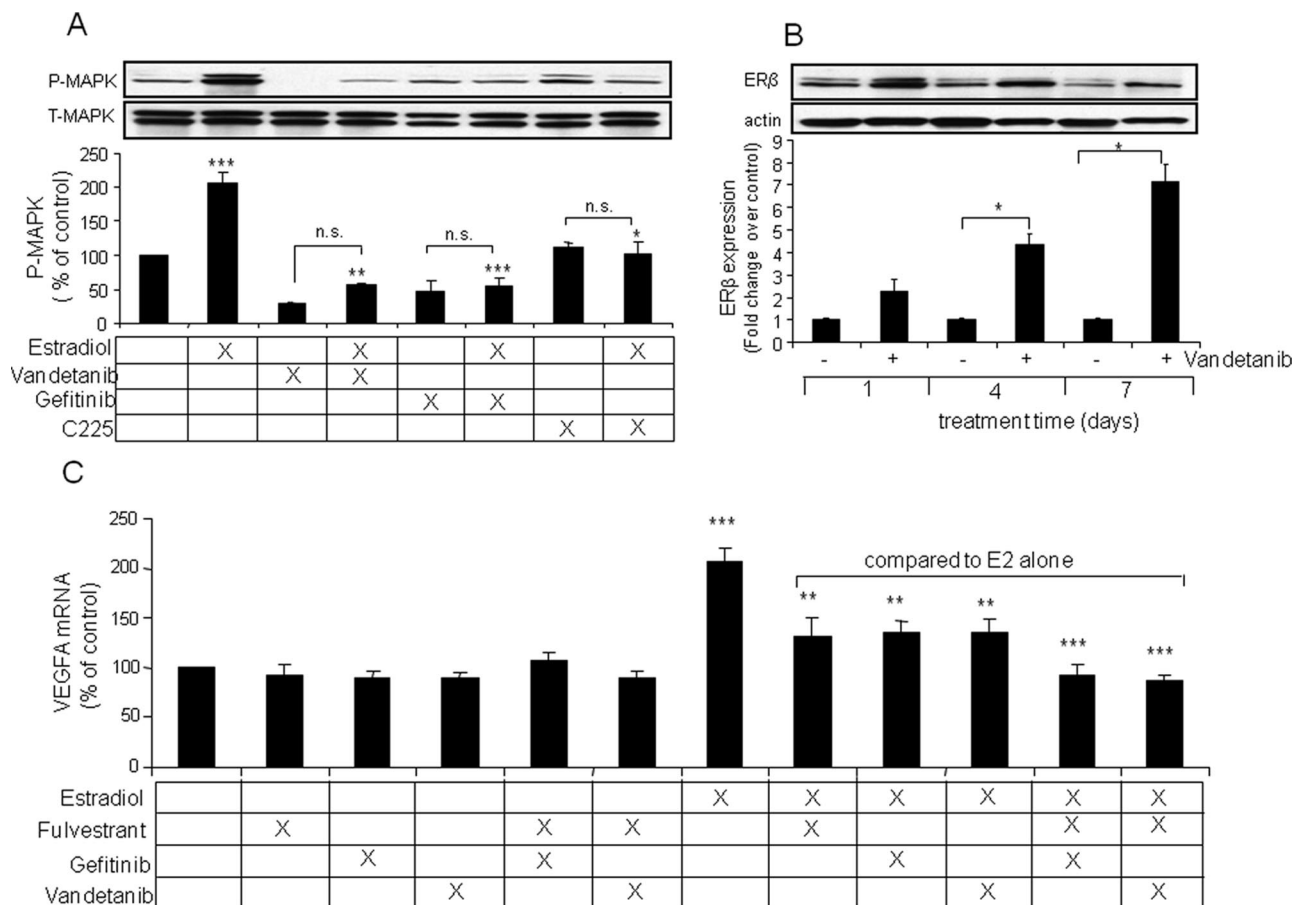 A
P-MAPK
T-MAPK
P-MAPK
( % of control)
250
200
150
100
50
0
***
n.s.
**
n.s.
***
n.s.
*
Estradiol X X X X
Vandetanib X X
Gefitinib X X
C225 X X
B
ERβ
actin
ERβ expression
(Fold change over control)
9
8
7
6
5
4
3
2
1
0
*
*
- + - + - + Vandetanib
1 4 7
treatment time (days)
C
VEGFA mRNA
(% of control)
250
200
150
100
50
0
***
compared to E2 alone
** ** ** *** ***
Estradiol X X X X X X
Fulvestrant X X X X X X
Gefitinib X X X X
Vandetanib X X X X